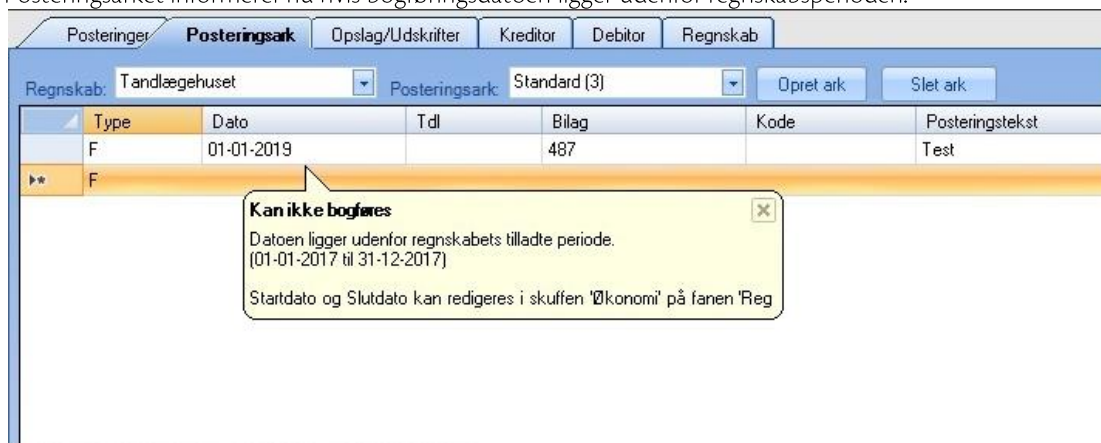 Posteringsarket informerer nu hvis bogføringsdatoen ligger udenfor regnskabsperioden.
Posteringer Posteringsark Opslag/Udskrifter Kreditor Debitor Regnskab
Regnskab: Tandlægehuset Posteringsark: Standard (3) Opret ark Slet ark
Type Dato Tdl Bilag Kode Posteringstekst
F 01-01-2019 487 Test
F
Kan ikke bogføres
Datoen ligger udenfor regnskabets tilladte periode.
(01-01-2017 til 31-12-2017)
Startdato og Slutdato kan redigeres i skuffen 'Økonomi' på fanen 'Reg